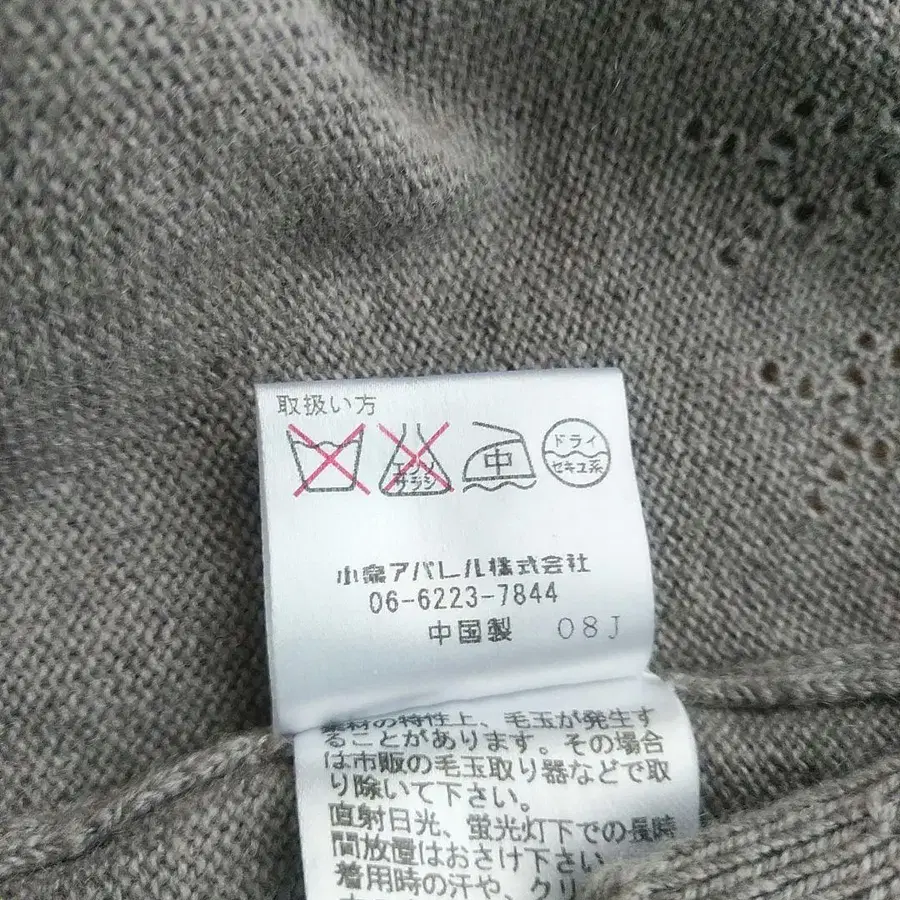 取扱い方
エンソ
サラシ
中
ドライ
セキユ系
小泉アパレル株式会社
06-6223-7844
中国製 08J
素材の特性上、毛玉が発生す
ることがあります。その場合
は市販の毛玉取り器などで取
り除いて下さい。
直射日光、蛍光灯下での長時
間放置はおさけ下さい
着用時の汗や、クリ